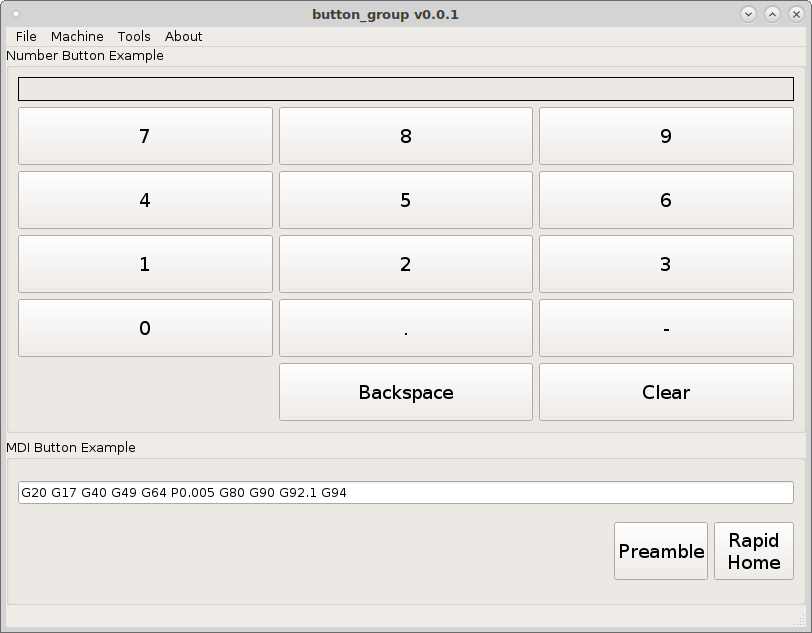 button_group v0.0.1
File Machine Tools About
Number Button Example
7 8 9
4 5 6
1 2 3
0 . -
Backspace Clear
MDI Button Example
G20 G17 G40 G49 G64 P0.005 G80 G90 G92.1 G94
Preamble
Rapid
Home